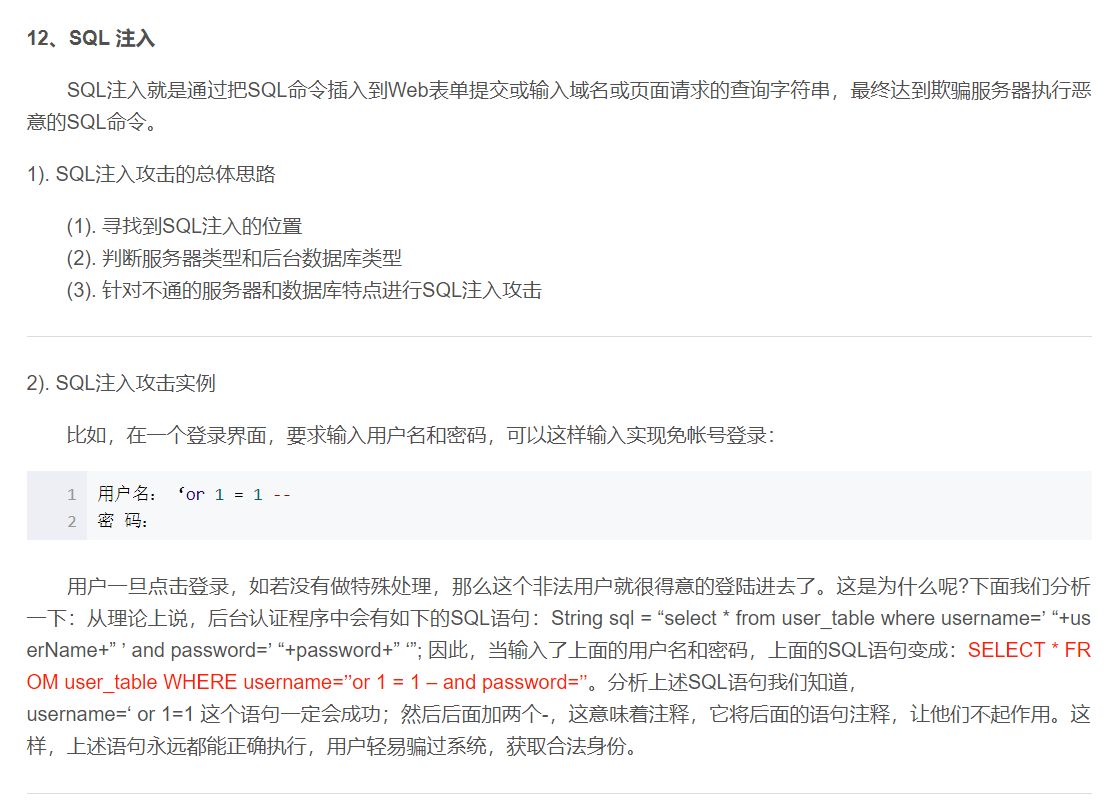 12、SQL 注入
SQL注入就是通过把SQL命令插入到Web表单提交或输入域名或页面请求的查询字符串，最终达到欺骗服务器执行恶
意的SQL命令。
1). SQL注入攻击的总体思路
(1). 寻找到SQL注入的位置
(2). 判断服务器类型和后台数据库类型
(3). 针对不通的服务器和数据库特点进行SQL注入攻击
2). SQL注入攻击实例
比如，在一个登录界面，要求输入用户名和密码，可以这样输入实现免帐号登录：
1 用户名： ‘or 1 = 1 --
2 密 码：
用户一旦点击登录，如若没有做特殊处理，那么这个非法用户就很得意的登陆进去了。这是为什么呢?下面我们分析
一下：从理论上说，后台认证程序中会有如下的SQL语句：String sql = “select * from user_table where username=’ “+us
erName+” ’ and password=’ “+password+” ‘”; 因此，当输入了上面的用户名和密码，上面的SQL语句变成：SELECT * FR
OM user_table WHERE username=’’or 1 = 1 – and password=’’。分析上述SQL语句我们知道，
username=‘ or 1=1 这个语句一定会成功；然后后面加两个-，这意味着注释，它将后面的语句注释，让他们不起作用。这
样，上述语句永远都能正确执行，用户轻易骗过系统，获取合法身份。